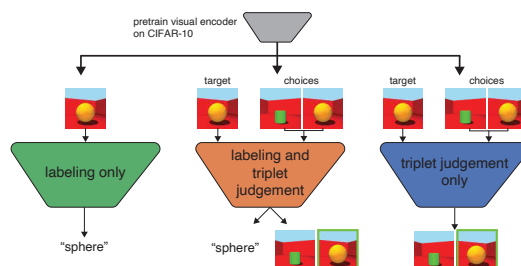 pretrain visual encoder
on CIFAR-10
target
choices
target
choices
labeling only
labeling and
triplet
judgement
triplet judgement
only
“sphere”
“sphere”